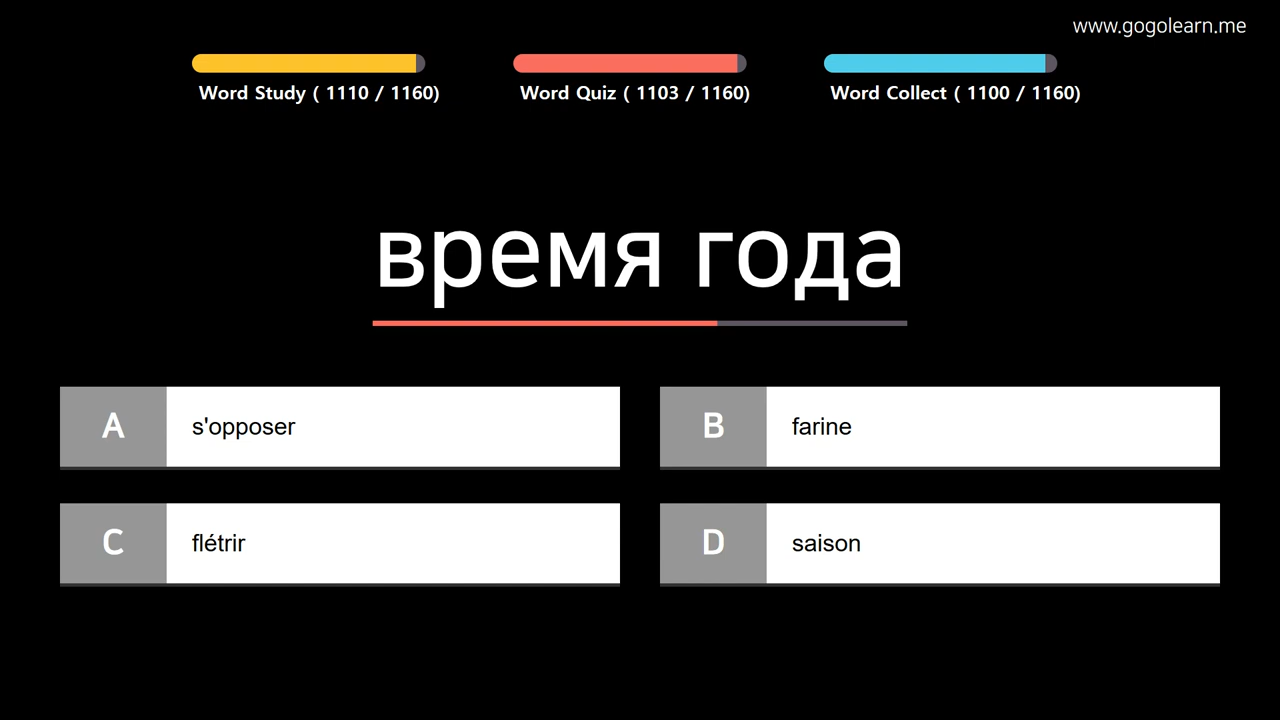 www.gogolearn.me
Word Study ( 1110 / 1160)
Word Quiz ( 1103 / 1160)
Word Collect ( 1100 / 1160)
время года
A s'opposer
B farine
C flétrir
D saison